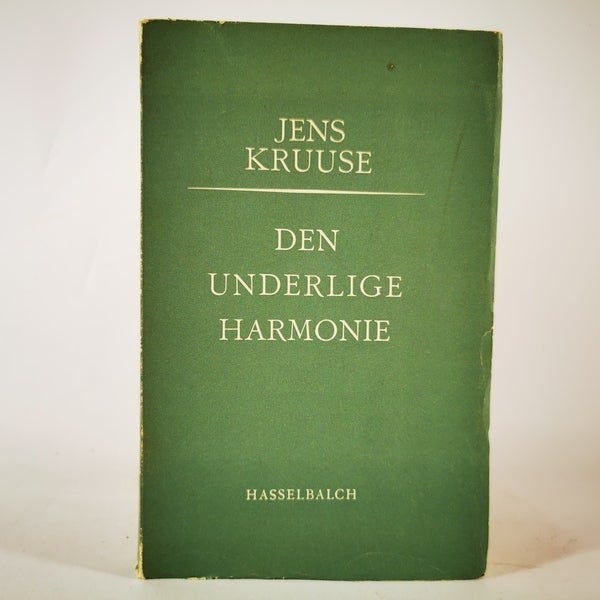 JENS
KRUUSE
DEN
UNDERLIGE
HARMONIE
HASSELBALCH